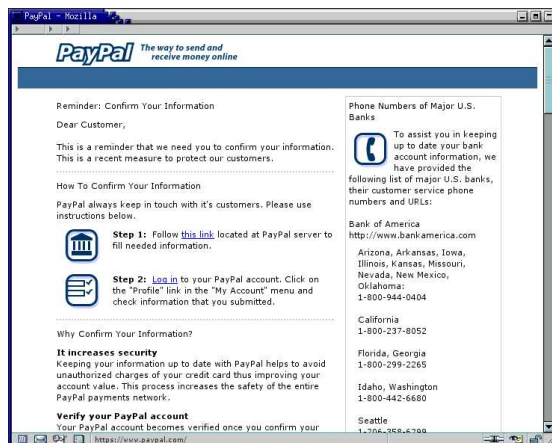 PayPal - Mozilla
PayPal
The way to send and
receive money online
Reminder: Confirm Your Information
Dear Customer,
This is a reminder that we need you to confirm your information.
This is a recent measure to protect our customers.
How To Confirm Your Information
PayPal always keep in touch with it's customers. Please use
instructions below.
Step 1: Follow this link located at PayPal server to
fill needed information.
Step 2: Log in to your PayPal account. Click on
the "Profile" link in the "My Account" menu and
check information that you submitted.
Why Confirm Your Information?
It increases security
Keeping your information up to date with PayPal helps to avoid
unauthorized charges of your credit card thus improving your
account value. This process increases the safety of the entire
PayPal payments network.
Verify your PayPal account
Your PayPal account becomes verified once you confirm your
Phone Numbers of Major U.S.
Banks
To assist you in keeping
up to date your bank
account information, we
have provided the
following list of major U.S. banks,
their customer service phone
numbers and URLs:
Bank of America
http://www.bankamerica.com
Arizona, Arkansas, Iowa,
Illinois, Kansas, Missouri,
Nevada, New Mexico,
Oklahoma:
1-800-944-0404
California
1-800-237-8052
Florida, Georgia
1-800-299-2265
Idaho, Washington
1-800-442-6680
Seattle
1-206-358-6299
https://www.paypal.com/